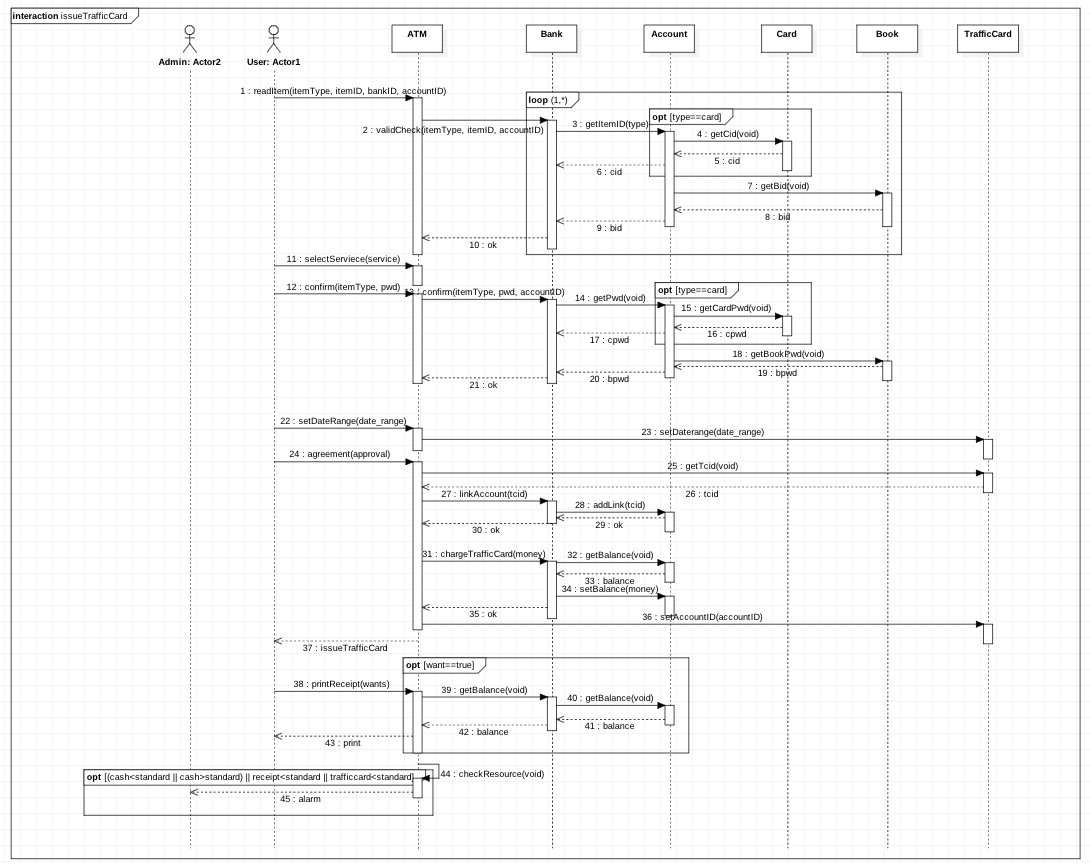 interaction issueTrafficCard
Admin: Actor2
User: Actor1
ATM
Bank
Account
Card
Book
TrafficCard
1 : readItem(itemType, itemID, bankID, accountID)
loop (1,*)
opt [type==card]
2 : validCheck(itemType, itemID, accountID)
3 : getItemID(type)
4 : getCid(void)
5 : cid
6 : cid
7 : getBid(void)
8 : bid
9 : bid
10 : ok
11 : selectServiece(service)
12 : confirm(itemType, pwd)
13 : confirm(itemType, pwd, accountID)
opt [type==card]
14 : getPwd(void)
15 : getCardPwd(void)
16 : cpwd
17 : cpwd
18 : getBookPwd(void)
19 : bpwd
20 : bpwd
21 : ok
22 : setDateRange(date_range)
23 : setDaterange(date_range)
24 : agreement(approval)
25 : getTcid(void)
26 : tcid
27 : linkAccount(tcid)
28 : addLink(tcid)
29 : ok
30 : ok
31 : chargeTrafficCard(money)
32 : getBalance(void)
33 : balance
34 : setBalance(money)
35 : ok
36 : setAccountID(accountID)
37 : issueTrafficCard
opt [want==true]
38 : printReceipt(wants)
39 : getBalance(void)
40 : getBalance(void)
41 : balance
42 : balance
43 : print
44 : checkResource(void)
opt [(cash<standard || cash>standard) || receipt<standard || trafficcard<standard]
45 : alarm